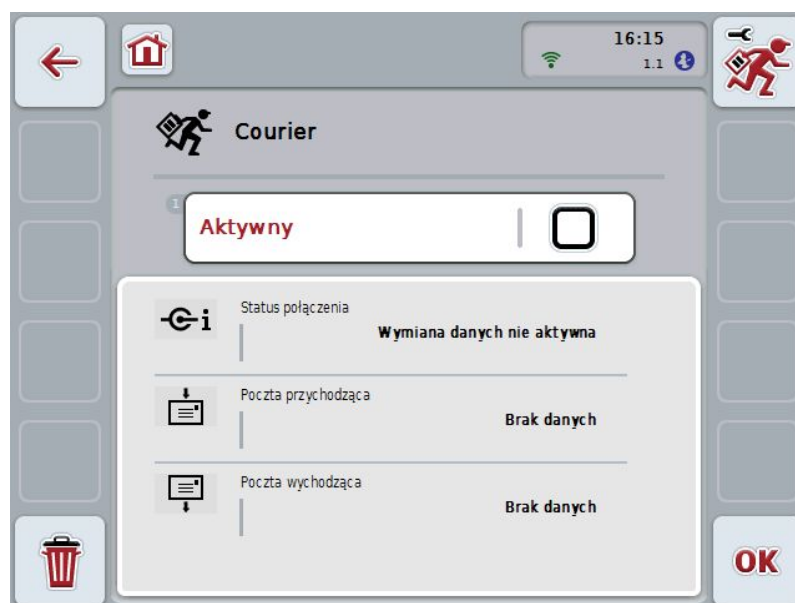 16:15
1.1
Courier
1
Aktywny
Status połączenia
Wymiana danych nie aktywna
Poczta przychodząca
Brak danych
Poczta wychodząca
Brak danych
OK